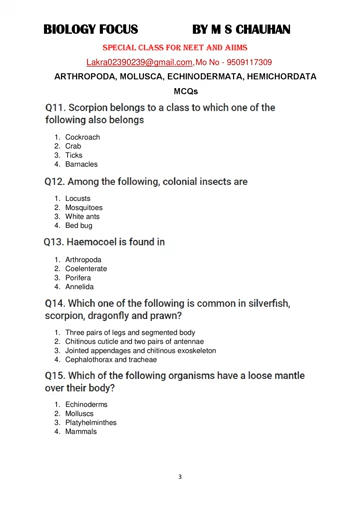 BIOLOGY FOCUS BY M S CHAUHAN
SPECIAL CLASS FOR NEET AND AIIMS
Lakra02390239@gmail.com,Mo No - 9509117309
ARTHROPODA, MOLUSCA, ECHINODERMATA, HEMICHORDATA
MCQs
Q11. Scorpion belongs to a class to which one of the
following also belongs
1. Cockroach
2. Crab
3. Ticks
4. Barnacles
Q12. Among the following, colonial insects are
1. Locusts
2. Mosquitoes
3. White ants
4. Bed bug
Q13. Haemocoel is found in
1. Arthropoda
2. Coelenterate
3. Porifera
4. Annelida
Q14. Which one of the following is common in silverfish,
scorpion, dragonfly and prawn?
1. Three pairs of legs and segmented body
2. Chitinous cuticle and two pairs of antennae
3. Jointed appendages and chitinous exoskeleton
4. Cephalothorax and tracheae
Q15. Which of the following organisms have a loose mantle
over their body?
1. Echinoderms
2. Molluscs
3. Platyhelminthes
4. Mammals
3